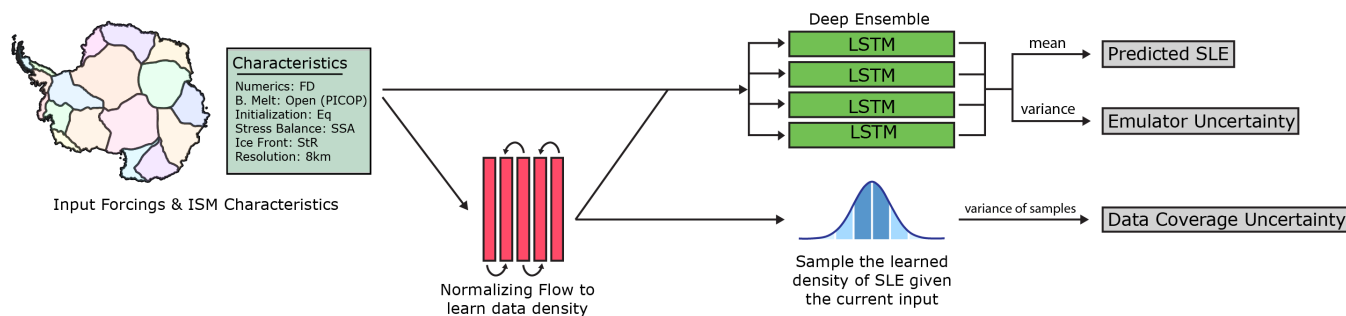 Characteristics
Numerics: FD
B. Melt: Open (PICOP)
Initialization: Eq
Stress Balance: SSA
Ice Front: StR
Resolution: 8km
Input Forcings & ISM Characteristics
Normalizing Flow to
learn data density
Deep Ensemble
LSTM
LSTM
LSTM
LSTM
mean
Predicted SLE
variance
Emulator Uncertainty
Sample the learned
density of SLE given
the current input
variance of samples
Data Coverage Uncertainty